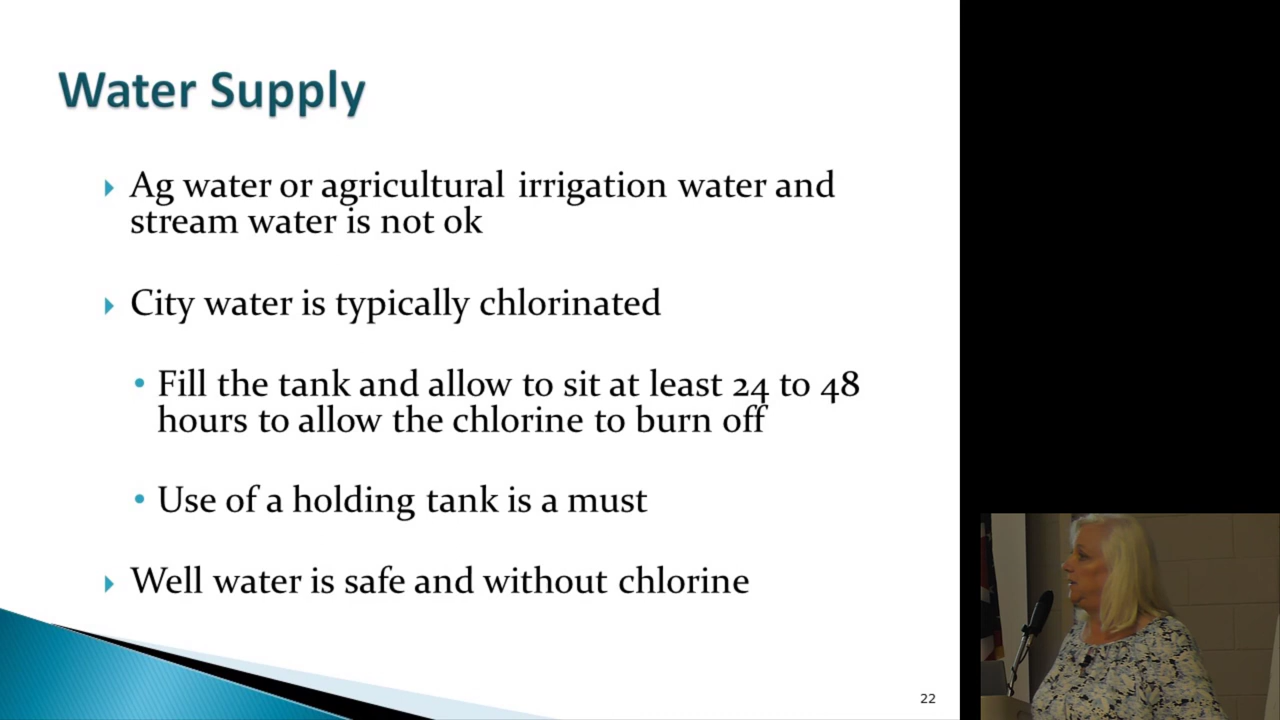 Water Supply
Ag water or agricultural irrigation water and
stream water is not ok
City water is typically chlorinated
Fill the tank and allow to sit at least 24 to 48
hours to allow the chlorine to burn off
Use of a holding tank is a must
Well water is safe and without chlorine
22